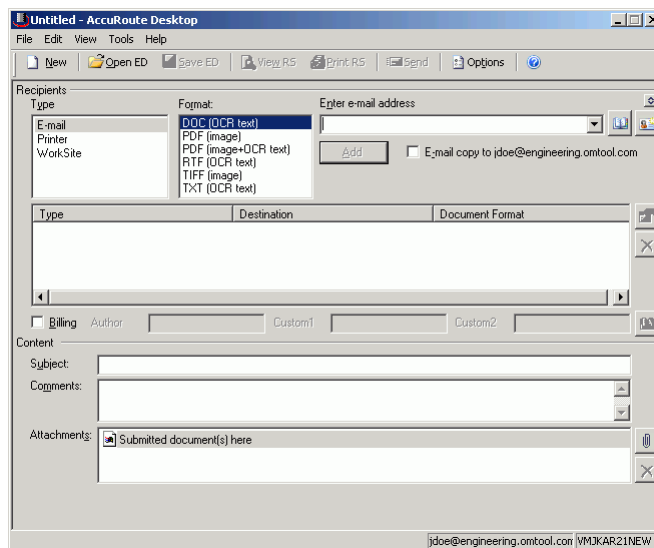 Untitled - AccuRoute Desktop
File Edit View Tools Help
New Open ED Save ED View RS Print RS Send Options
Recipients
Type Format: Enter e-mail address
E-mail
Printer
WorkSite
DOC (OCR text)
PDF (image)
PDF (image+OCR text)
RTF (OCR text)
TIFF (image)
TXT (OCR text)
Add E-mail copy to jdoe@engineering.omtool.com
Type Destination Document Format
Billing Author Custom1 Custom2
Content
Subject:
Comments:
Attachments: Submitted document(s) here
jdoe@engineering.omtool.com VMJKAR21NEW